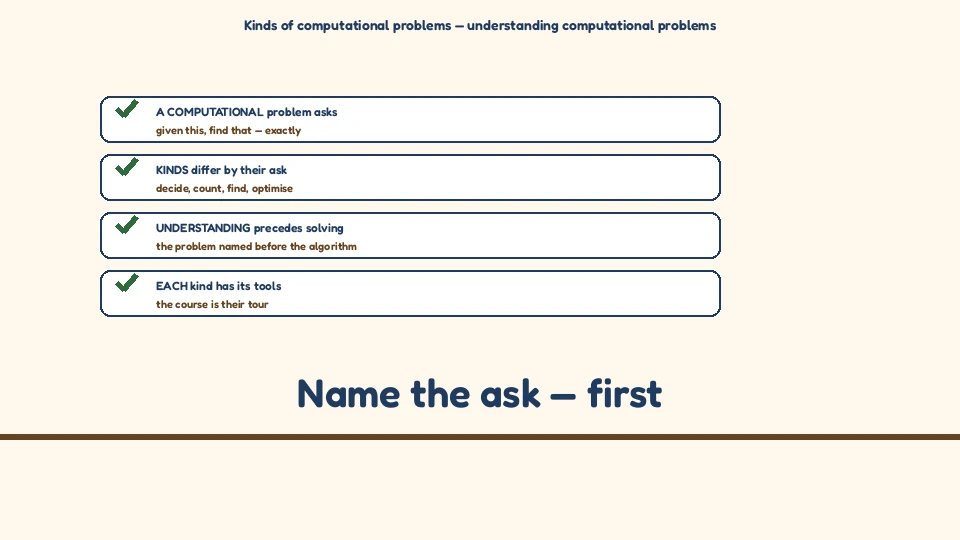 Kinds of computational problems — understanding computational problems
A COMPUTATIONAL problem asks
given this, find that — exactly
KINDS differ by their ask
decide, count, find, optimise
UNDERSTANDING precedes solving
the problem named before the algorithm
EACH kind has its tools
the course is their tour
Name the ask — first